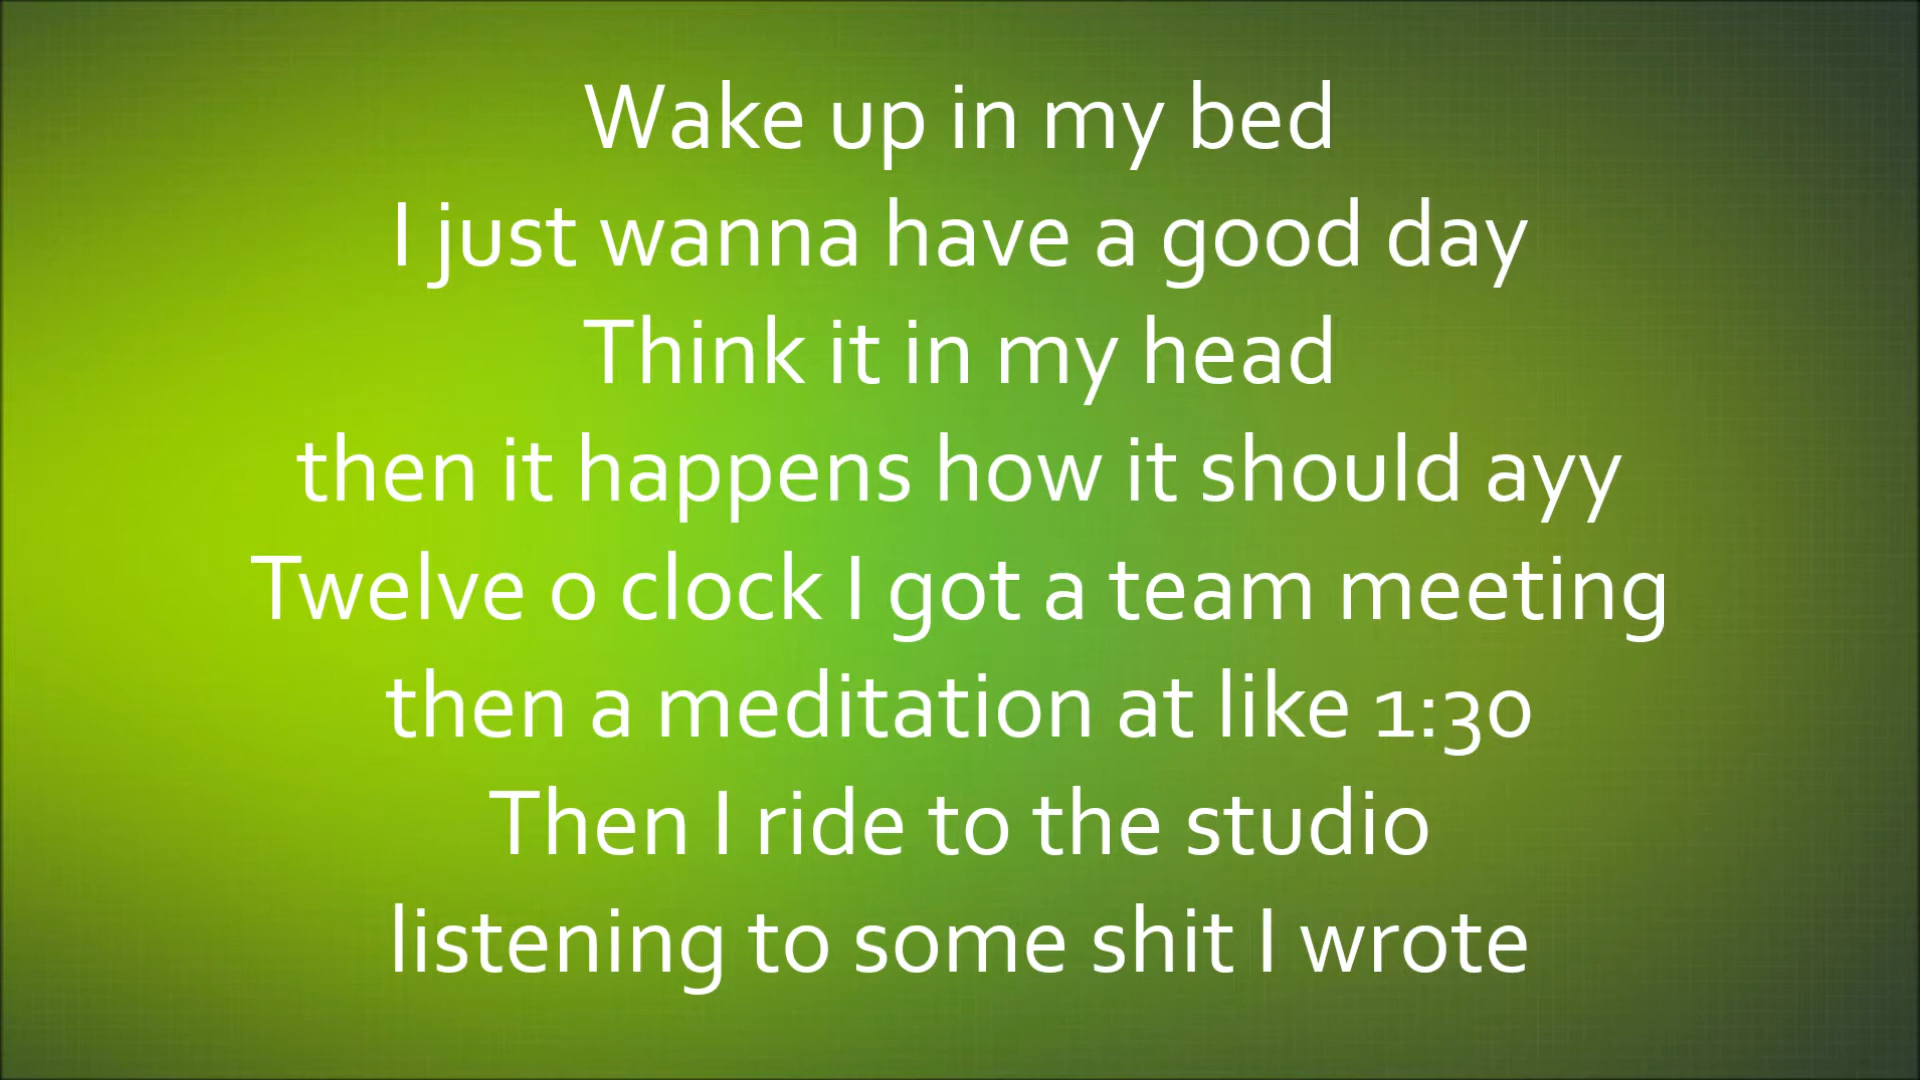 Wake up in my bed
I just wanna have a good day
Think it in my head
then it happens how it should ayy
Twelve o clock I got a team meeting
then a meditation at like 1:30
Then I ride to the studio
listening to some shit I wrote